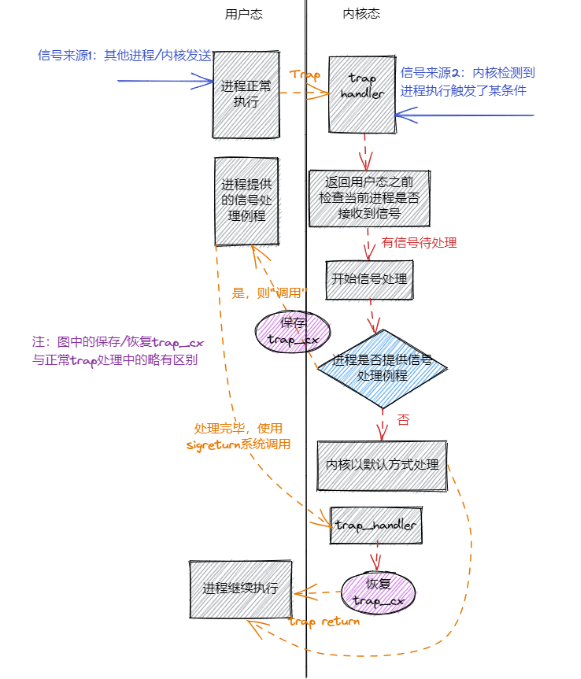 用户态
内核态
信号来源1：其他进程/内核发送
进程正常
执行
Trap
trap
handler
信号来源2：内核检测到
进程执行触发了某条件
进程提供
的信号处
理例程
返回用户态之前
检查当前进程是否
接收到信号
有信号待处理
开始信号处理
是，则"调用"
保存
trap_cx
注：图中的保存/恢复trap_cx
与正常trap处理中的略有区别
进程是否提供信号
处理例程
否
处理完毕，使用
sigreturn系统调用
内核以默认方式处理
trap_handler
进程继续执行
恢复
trap_cx
trap return